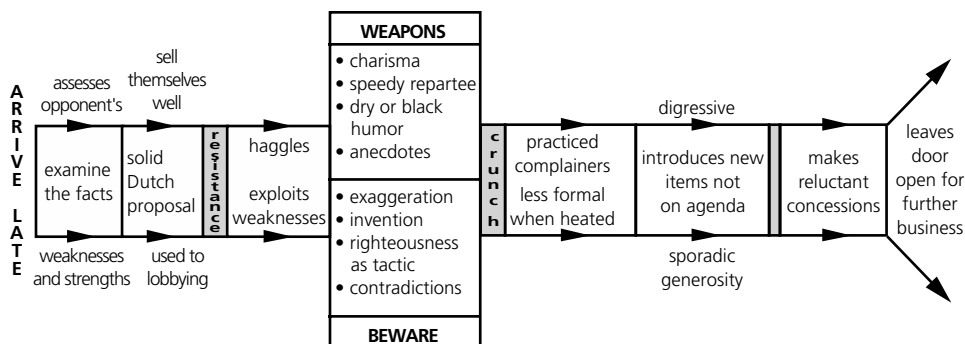 ARRIVE LATE
assesses
opponent's
examine
the facts
weaknesses
and strengths
sell
themselves
well
solid
Dutch
proposal
used to
lobbying
resistance
haggles
exploits
weaknesses
WEAPONS
• charisma
• speedy repartee
• dry or black
humor
• anecdotes
• exaggeration
• invention
• righteousness
as tactic
• contradictions
BEWARE
crunch
practiced
complainers
less formal
when heated
digressive
introduces new
items not
on agenda
sporadic
generosity
makes
reluctant
concessions
leaves
door
open for
further
business